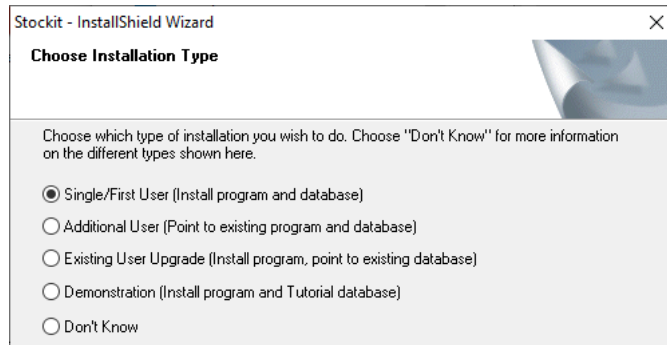 Stockit - InstallShield Wizard
Choose Installation Type
Choose which type of installation you wish to do. Choose "Don't Know" for more information
on the different types shown here.
Single/First User (Install program and database)
Additional User (Point to existing program and database)
Existing User Upgrade (Install program, point to existing database)
Demonstration (Install program and Tutorial database)
Don't Know